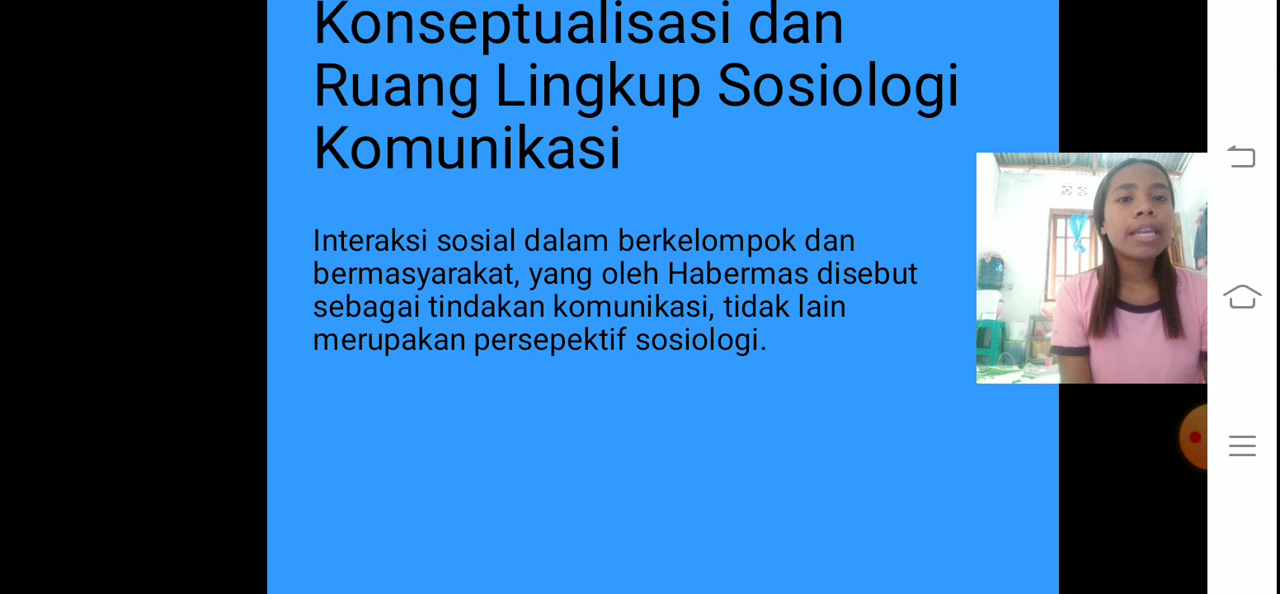 Konseptualisasi dan
Ruang Lingkup Sosiologi
Komunikasi
Interaksi sosial dalam berkelompok dan
bermasyarakat, yang oleh Habermas disebut
sebagai tindakan komunikasi, tidak lain
merupakan persepektif sosiologi.